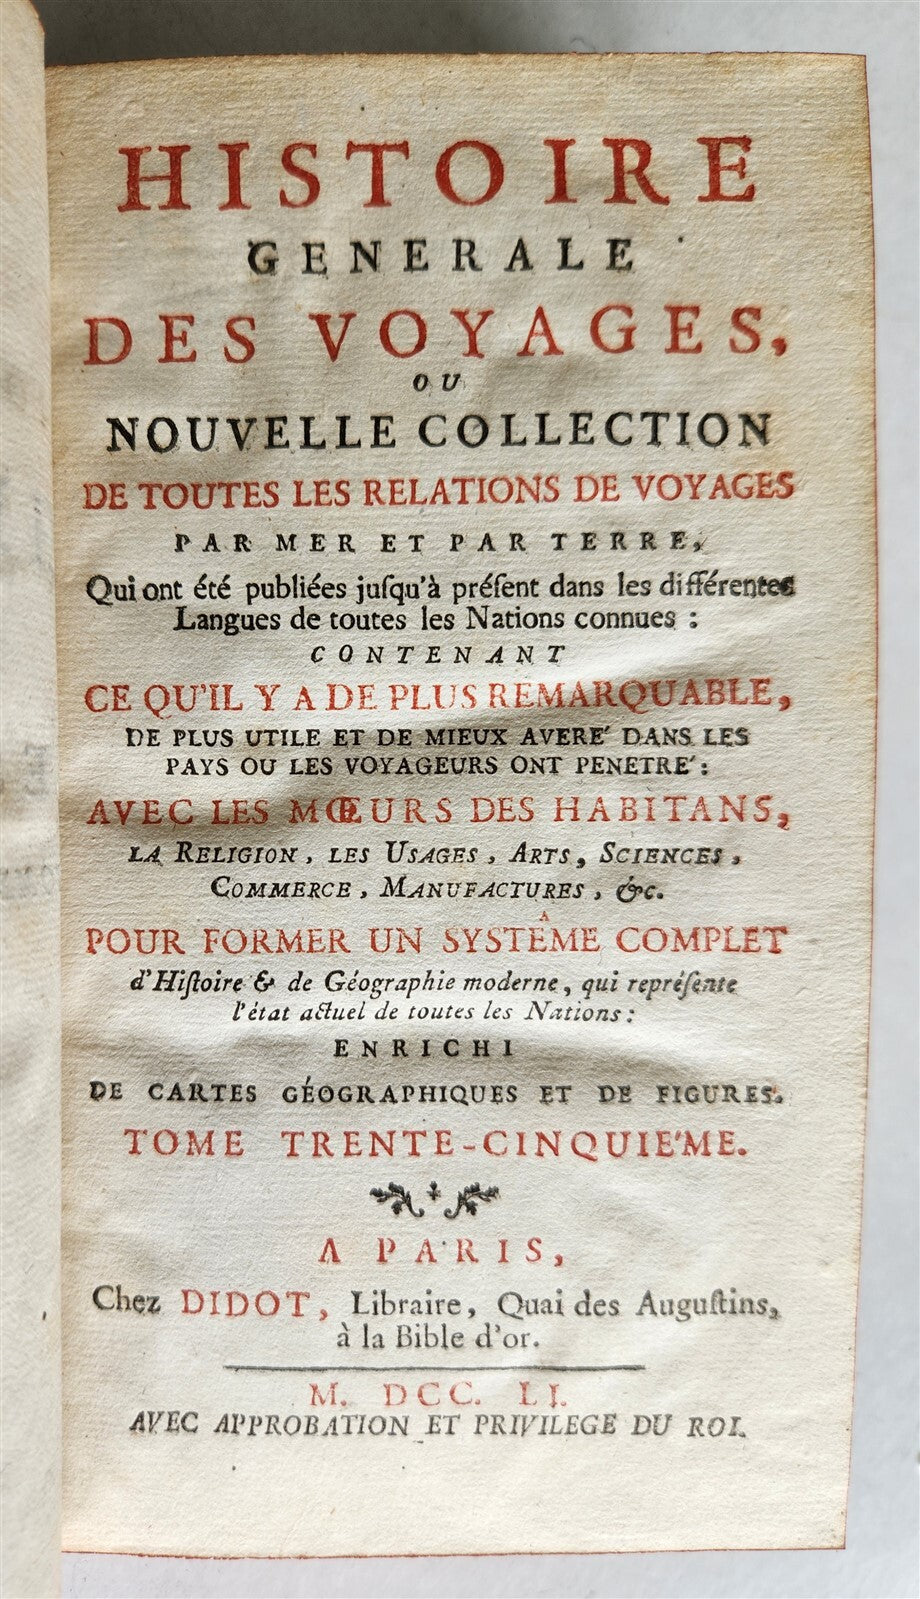 HISTOIRE
GENERALE
DES VOYAGES,
OU
NOUVELLE COLLECTION
DE TOUTES LES RELATIONS DE VOYAGES
PAR MER ET PAR TERRE,
Qui ont été publiées juſqu'à préſent dans les différentes
Langues de toutes les Nations connues :
CONTENANT
CE QU'IL Y A DE PLUS REMARQUABLE,
DE PLUS UTILE ET DE MIEUX AVERE' DANS LES
PAYS OU LES VOYAGEURS ONT PENETRE' :
AVEC LES MŒURS DES HABITANS,
LA RELIGION, LES USAGES, ARTS, SCIENCES,
COMMERCE, MANUFACTURES, &c.
POUR FORMER UN SYSTÊME COMPLET
d'Hiſtoire & de Géographie moderne, qui repréſente
l'état actuel de toutes les Nations :
ENRICHI
DE CARTES GÉOGRAPHIQUES ET DE FIGURES.
TOME TRENTE-CINQUIE'ME.
A PARIS,
Chez DIDOT, Libraire, Quai des Auguſtins,
à la Bible d'or.
M. DCC. LI.
AVEC APPROBATION ET PRIVILEGE DU ROI.